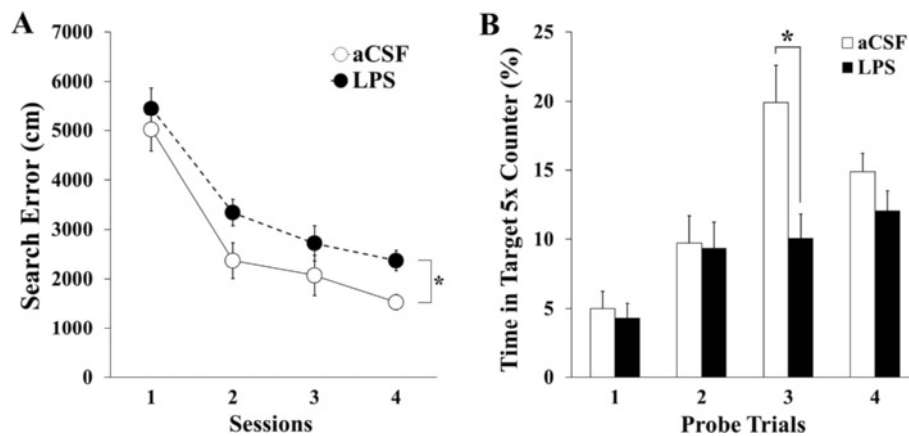 A
7000
6000
5000
4000
3000
2000
1000
0
Search Error (cm)
aCSF
LPS
*
1 2 3 4
Sessions
B
25
20
15
10
5
0
Time in Target 5x Counter (%)
aCSF
LPS
*
1 2 3 4
Probe Trials